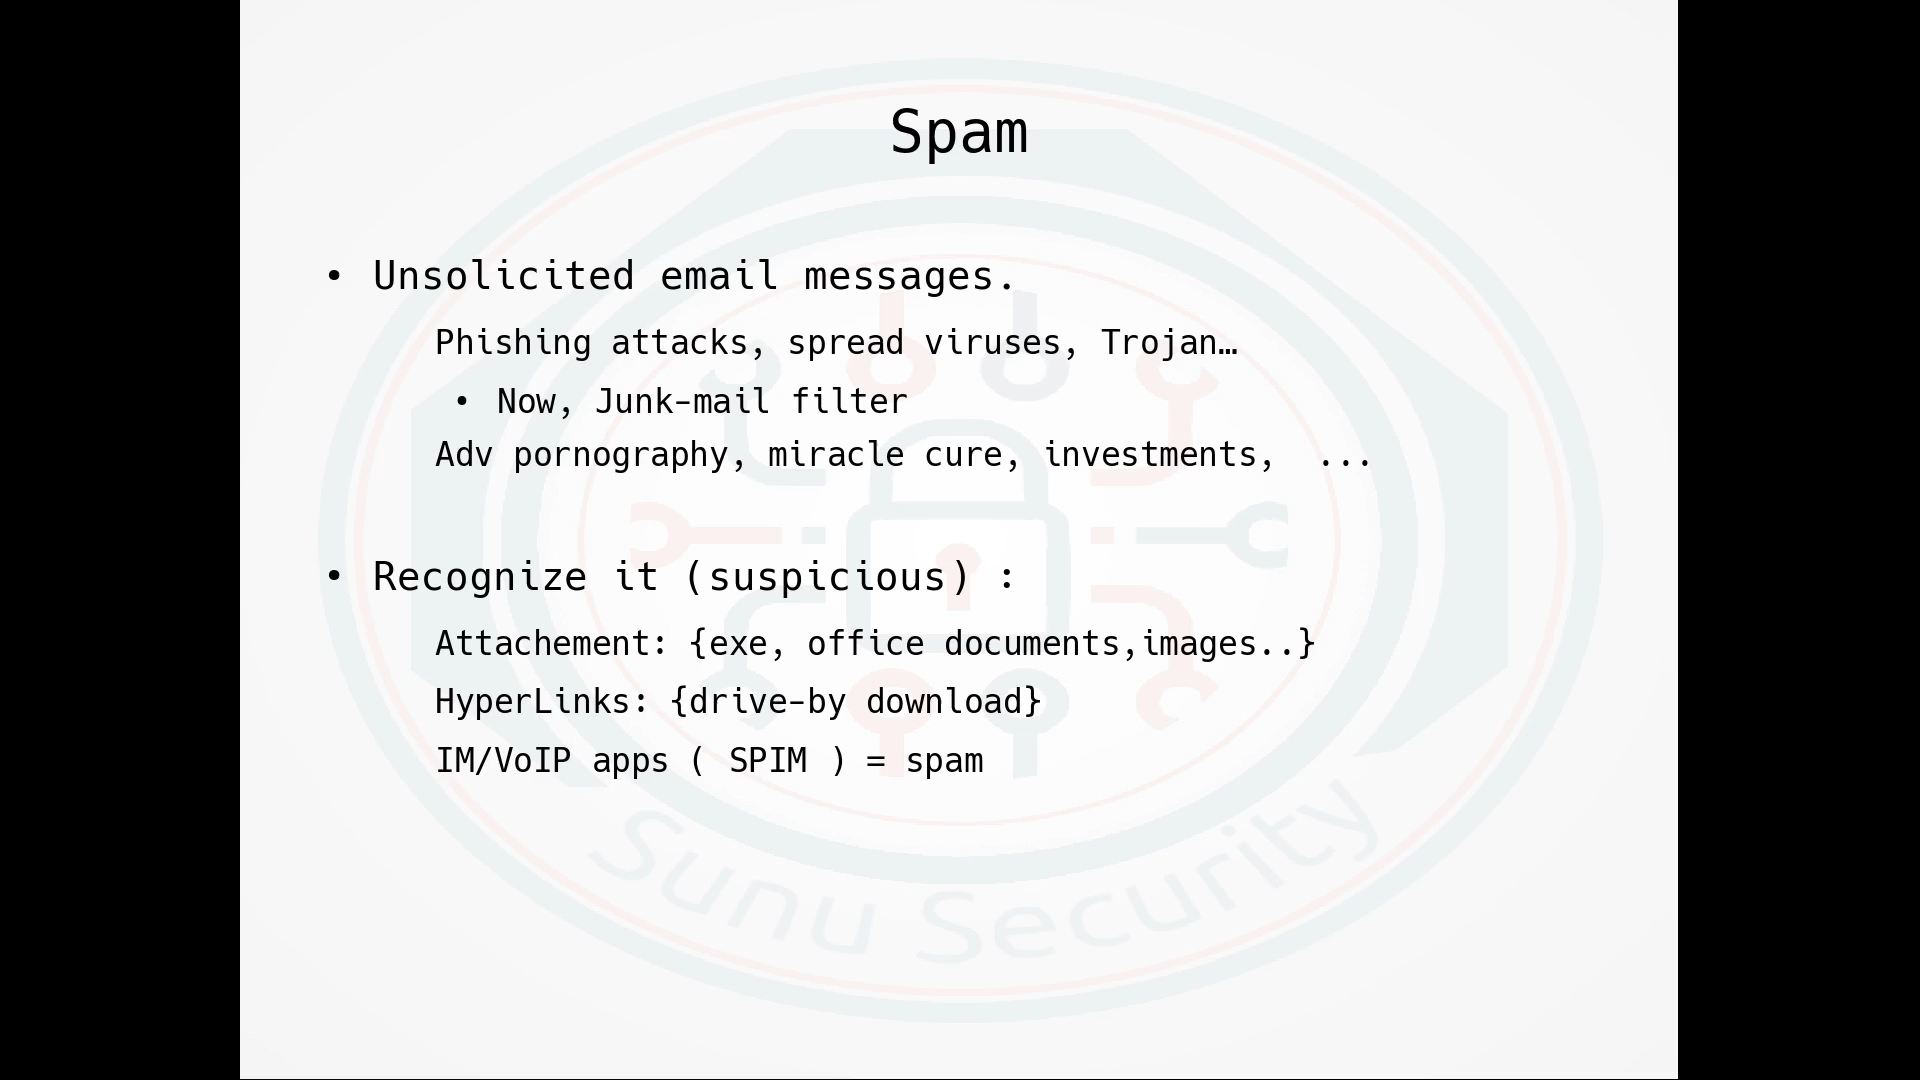 Spam
• Unsolicited email messages.
Phishing attacks, spread viruses, Trojan…
• Now, Junk-mail filter
Adv pornography, miracle cure, investments,  ...
• Recognize it (suspicious) :
Attachement: {exe, office documents,images..}
HyperLinks: {drive-by download}
IM/VoIP apps ( SPIM ) = spam
Sunu Security